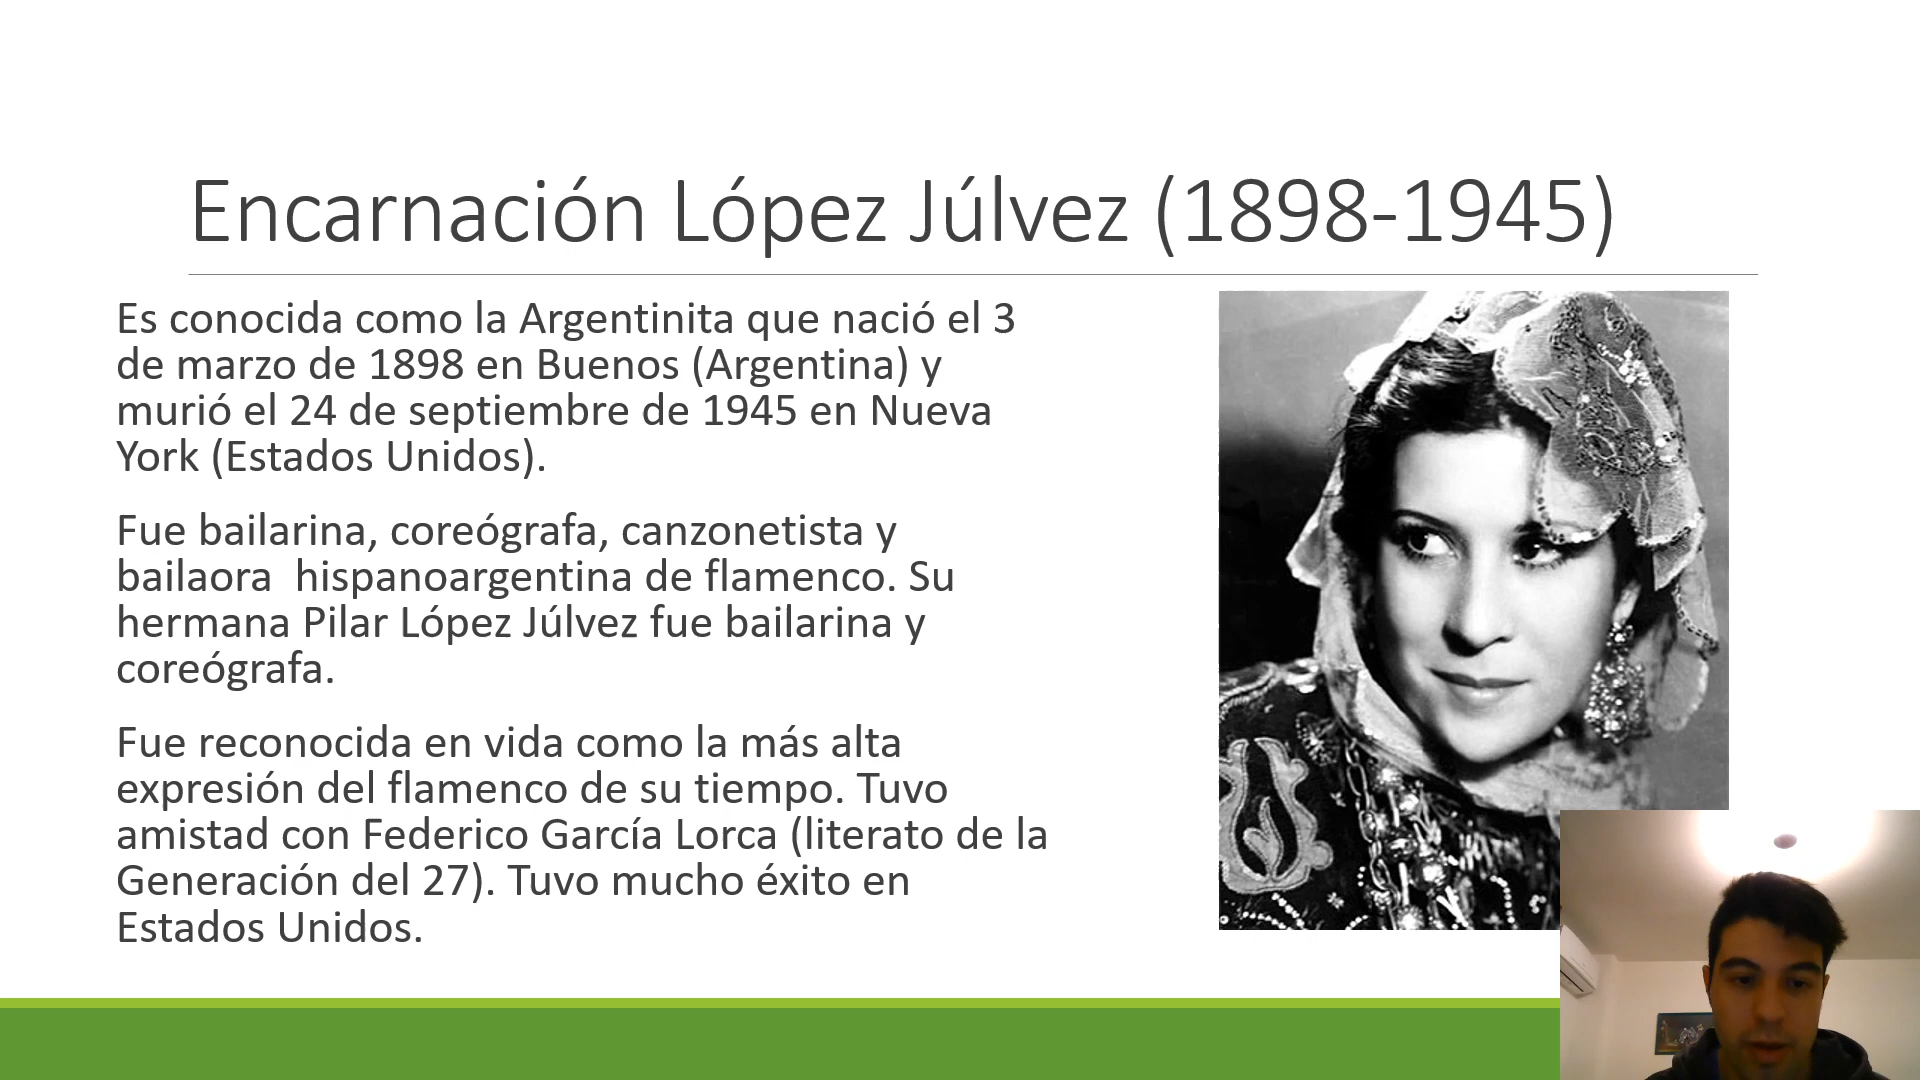 Encarnación López Júlvez (1898-1945)
Es conocida como la Argentinita que nació el 3
de marzo de 1898 en Buenos (Argentina) y
murió el 24 de septiembre de 1945 en Nueva
York (Estados Unidos).
Fue bailarina, coreógrafa, canzonetista y
bailaora  hispanoargentina de flamenco. Su
hermana Pilar López Júlvez fue bailarina y
coreógrafa.
Fue reconocida en vida como la más alta
expresión del flamenco de su tiempo. Tuvo
amistad con Federico García Lorca (literato de la
Generación del 27). Tuvo mucho éxito en
Estados Unidos.